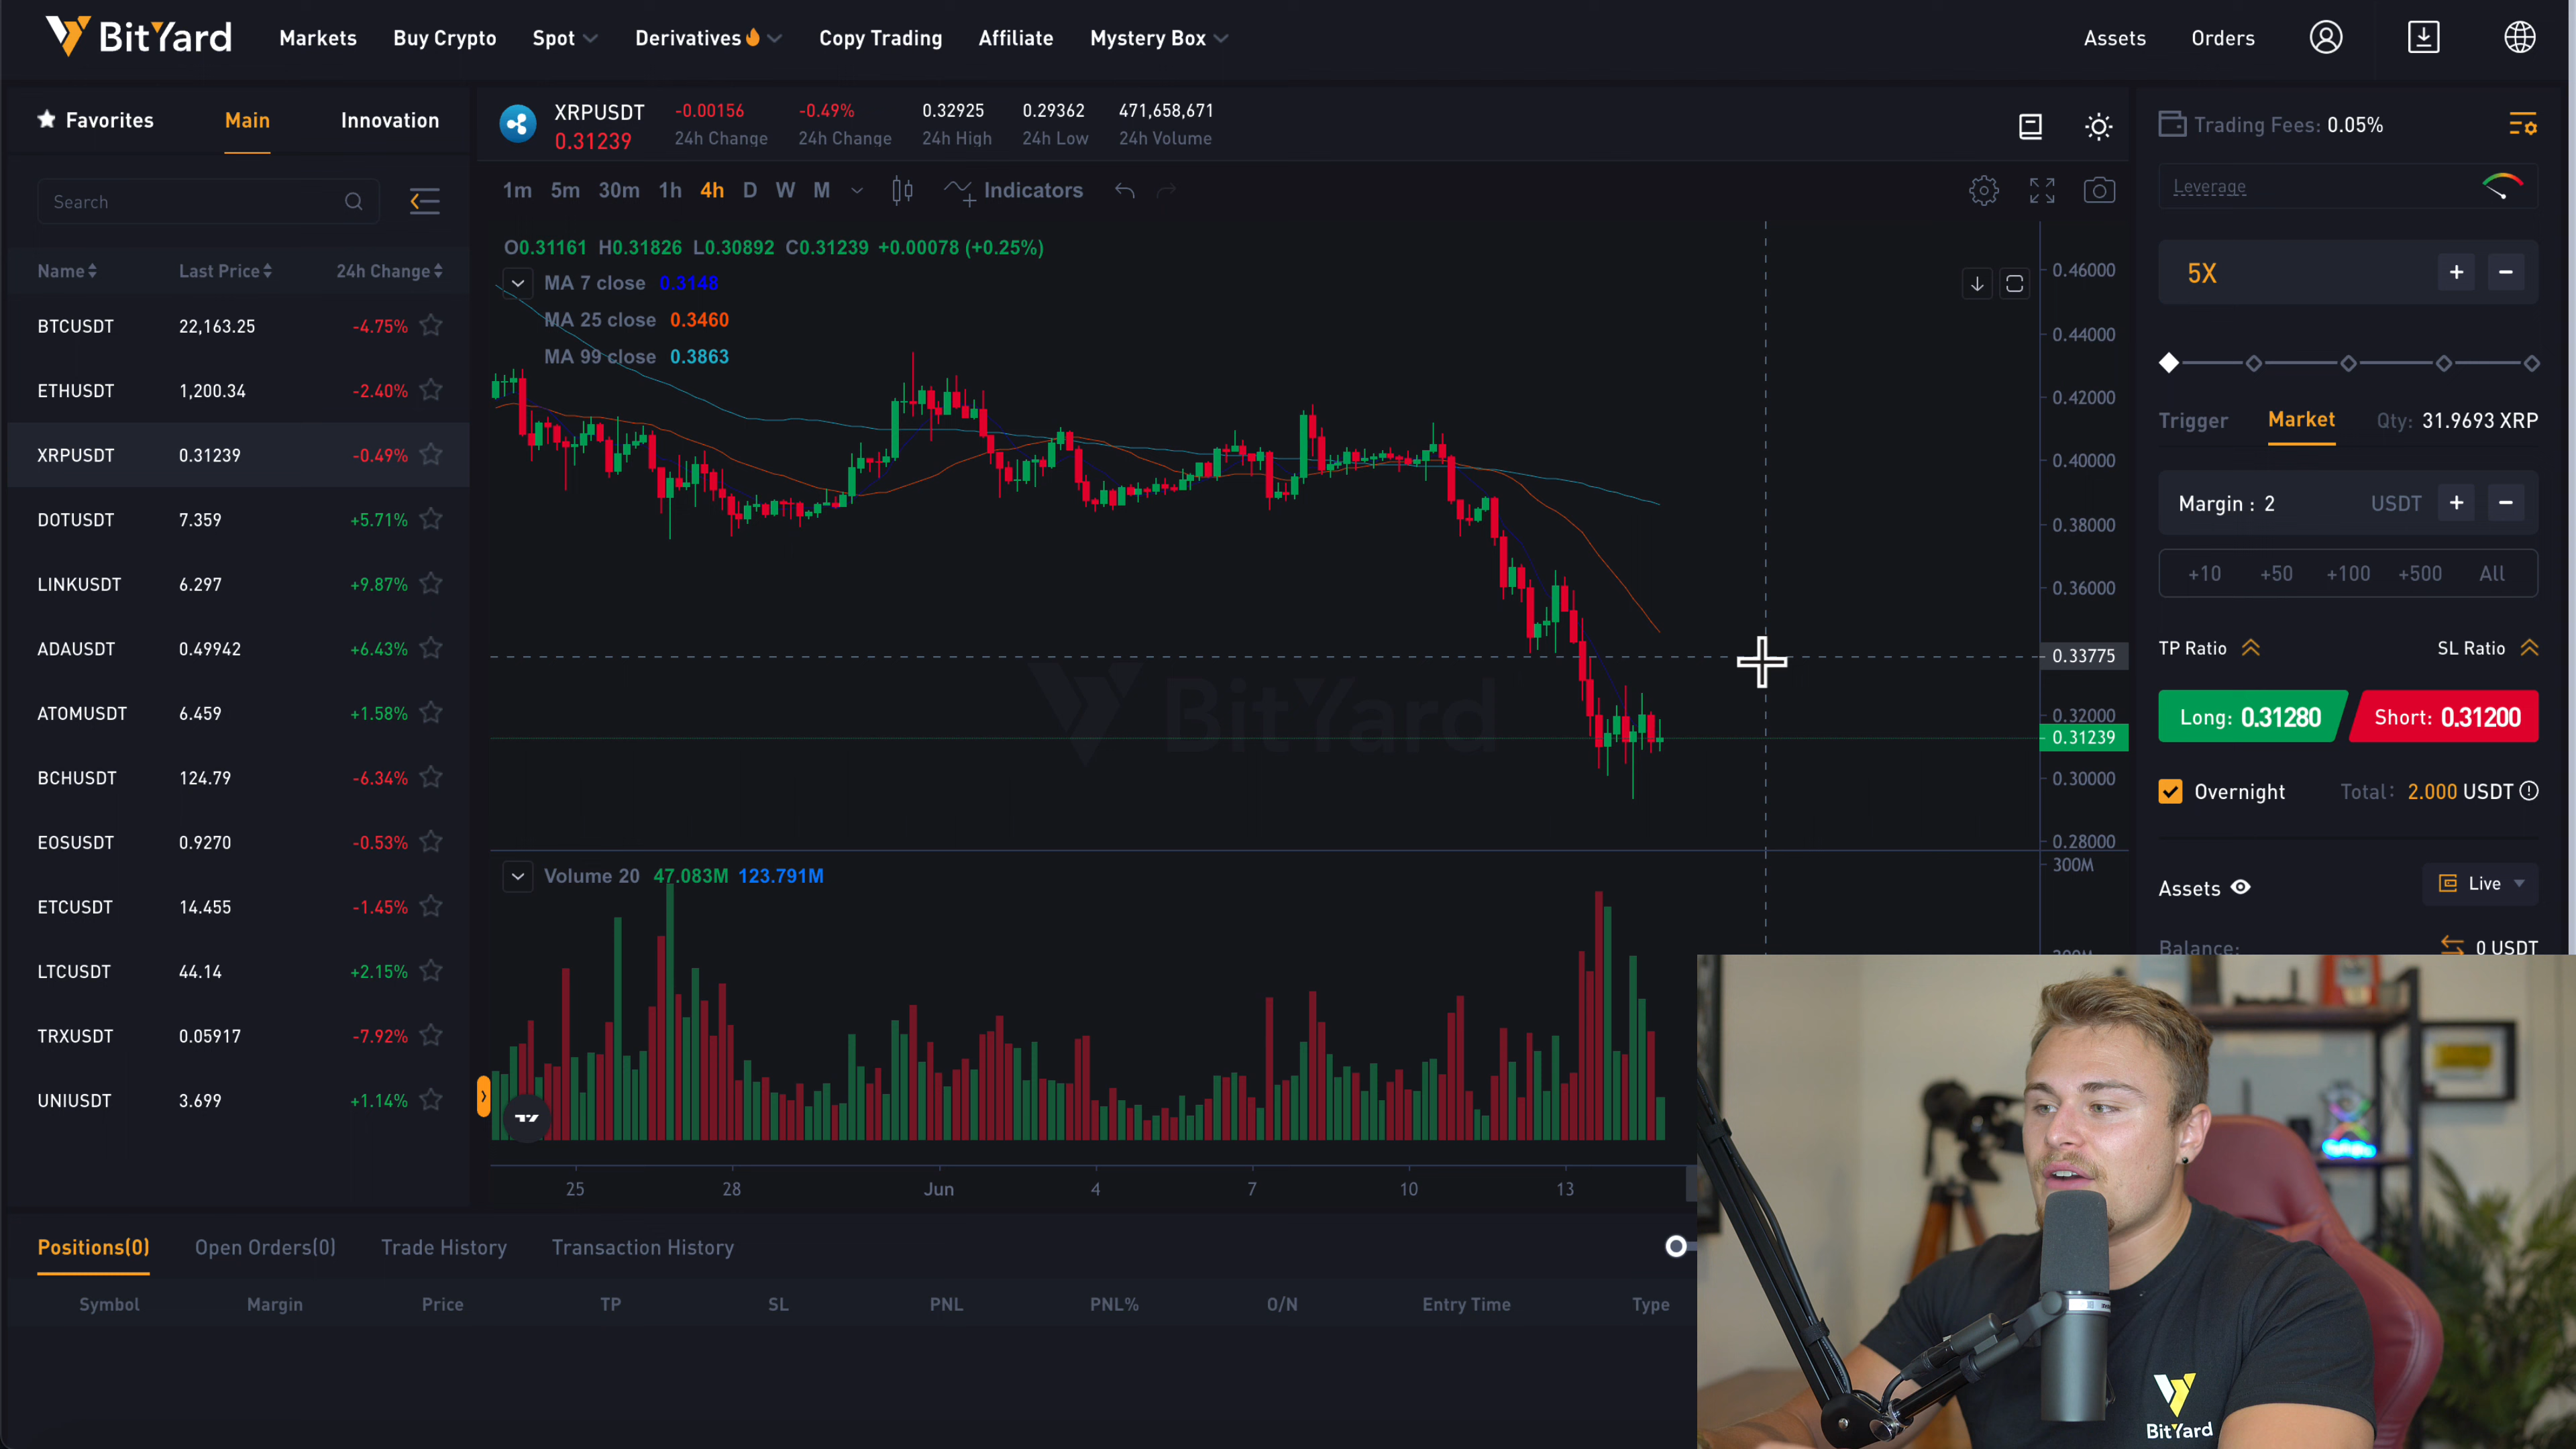 BitYard Markets Buy Crypto Spot Derivatives Copy Trading Affiliate Mystery Box Assets Orders
Favorites Main Innovation
Search
Name Last Price 24h Change
BTCUSDT 22,163.25 -4.75%
ETHUSDT 1,200.34 -2.40%
XRPUSDT 0.31239 -0.49%
DOTUSDT 7.359 +5.71%
LINKUSDT 6.297 +9.87%
ADAUSDT 0.49942 +6.43%
ATOMUSDT 6.459 +1.58%
BCHUSDT 124.79 -6.34%
EOSUSDT 0.9270 -0.53%
ETCUSDT 14.455 -1.45%
LTCUSDT 44.14 +2.15%
TRXUSDT 0.05917 -7.92%
UNIUSDT 3.699 +1.14%
XRPUSDT -0.00156 -0.49% 0.32925 0.29362 471,658,671
0.31239 24h Change 24h Change 24h High 24h Low 24h Volume
1m 5m 30m 1h 4h D W M Indicators
O0.31161 H0.31826 L0.30892 C0.31239 +0.00078 (+0.25%)
MA 7 close 0.3148
MA 25 close 0.3460
MA 99 close 0.3863
BitYard
0.46000
0.44000
0.42000
0.40000
0.38000
0.36000
0.33775
0.32000
0.31239
0.30000
0.28000
300M
Volume 20 47.083M 123.791M
25 28 Jun 4 7 10 13
Trading Fees: 0.05%
Leverage
5X
Trigger Market Qty: 31.9693 XRP
Margin : 2 USDT
+10 +50 +100 +500 All
TP Ratio SL Ratio
Long: 0.31280 Short: 0.31200
Overnight Total: 2.000 USDT
Assets Live
Balance: 0 USDT
Positions(0) Open Orders(0) Trade History Transaction History
Symbol Margin Price TP SL PNL PNL% O/N Entry Time Type
BitYard